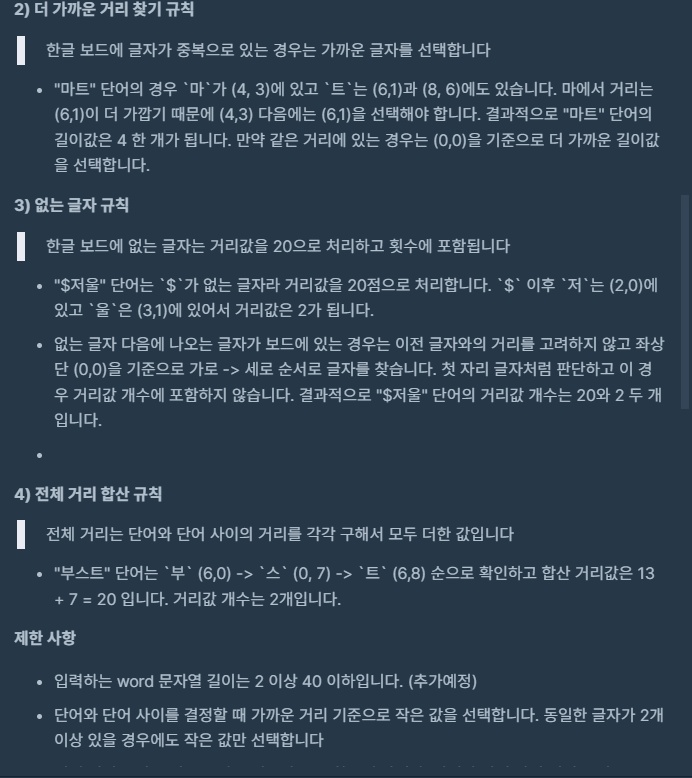 2) 더 가까운 거리 찾기 규칙
한글 보드에 글자가 중복으로 있는 경우는 가까운 글자를 선택합니다
"마트" 단어의 경우 `마`가 (4, 3)에 있고 `트`는 (6,1)과 (8, 6)에도 있습니다. 마에서 거리는
(6,1)이 더 가깝기 때문에 (4,3) 다음에는 (6,1)을 선택해야 합니다. 결과적으로 "마트" 단어의
길이값은 4 한 개가 됩니다. 만약 같은 거리에 있는 경우는 (0,0)을 기준으로 더 가까운 길이값
을 선택합니다.
3) 없는 글자 규칙
한글 보드에 없는 글자는 거리값을 20으로 처리하고 횟수에 포함됩니다
"$저울" 단어는 `$`가 없는 글자라 거리값을 20점으로 처리합니다. `$` 이후 `저`는 (2,0)에
있고 `울`은 (3,1)에 있어서 거리값은 2가 됩니다.
없는 글자 다음에 나오는 글자가 보드에 있는 경우는 이전 글자와의 거리를 고려하지 않고 좌상
단 (0,0)을 기준으로 가로 -> 세로 순서로 글자를 찾습니다. 첫 자리 글자처럼 판단하고 이 경
우 거리값 개수에 포함하지 않습니다. 결과적으로 "$저울" 단어의 거리값 개수는 20와 2 두 개
입니다.
4) 전체 거리 합산 규칙
전체 거리는 단어와 단어 사이의 거리를 각각 구해서 모두 더한 값입니다
"부스트" 단어는 `부` (6,0) -> `스` (0, 7) -> `트` (6,8) 순으로 확인하고 합산 거리값은 13
+ 7 = 20 입니다. 거리값 개수는 2개입니다.
제한 사항
입력하는 word 문자열 길이는 2 이상 40 이하입니다. (추가예정)
단어와 단어 사이를 결정할 때 가까운 거리 기준으로 작은 값을 선택합니다. 동일한 글자가 2개
이상 있을 경우에도 작은 값만 선택합니다